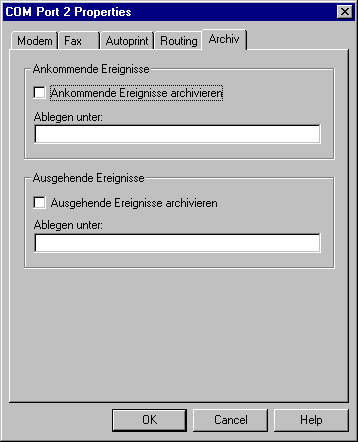 COM Port 2 Properties
Modem Fax Autoprint Routing Archiv
Ankommende Ereignisse
Ankommende Ereignisse archivieren
Ablegen unter:
Ausgehende Ereignisse
Ausgehende Ereignisse archivieren
Ablegen unter:
OK Cancel Help